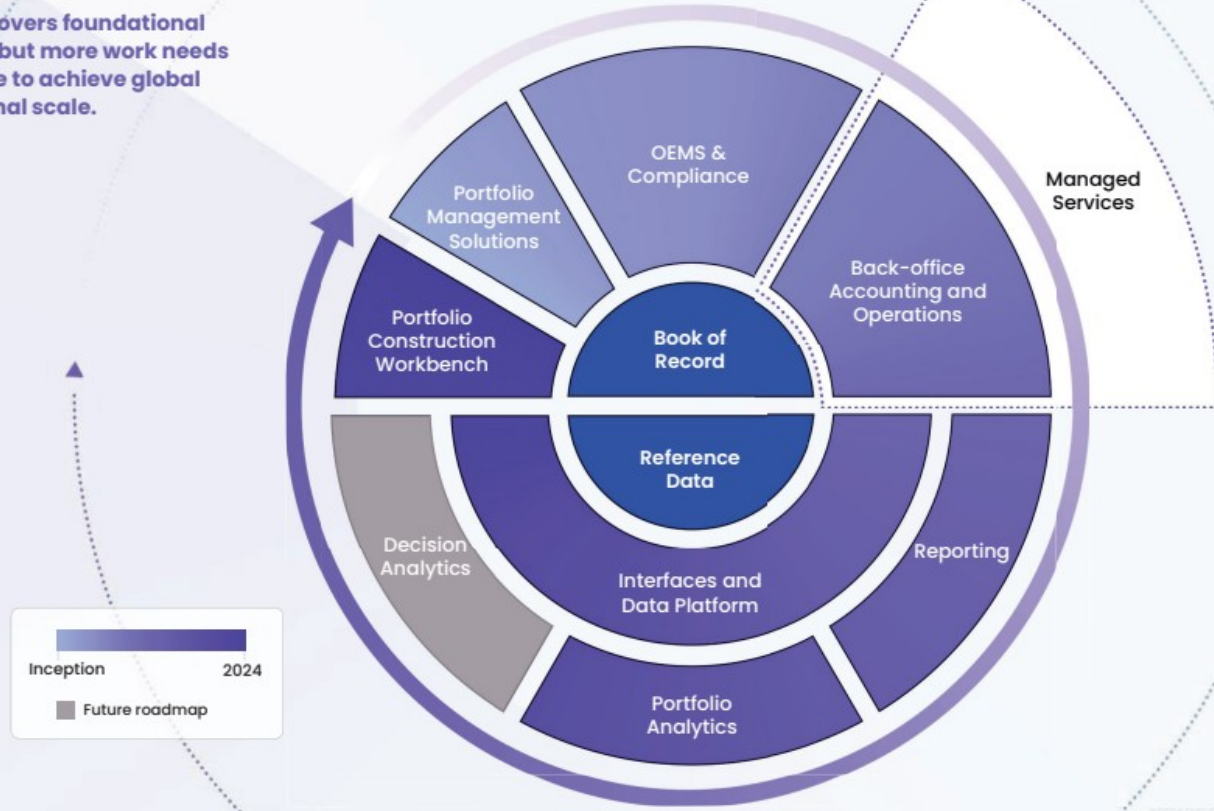 overs foundational
but more work needs
e to achieve global
nal scale.
OEMS &
Compliance
Portfolio
Management
Solutions
Managed
Services
Back-office
Accounting and
Operations
Portfolio
Construction
Workbench
Book of
Record
Reference
Data
Decision
Analytics
Reporting
Interfaces and
Data Platform
Portfolio
Analytics
Inception
2024
Future roadmap